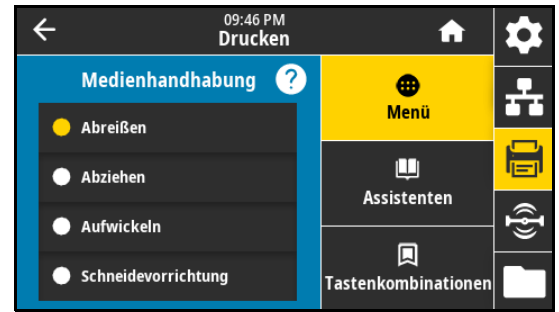 09:46 PM
Drucken
Medienhandhabung ?
Abreißen
Abziehen
Aufwickeln
Schneidevorrichtung
Menü
Assistenten
Tastenkombinationen